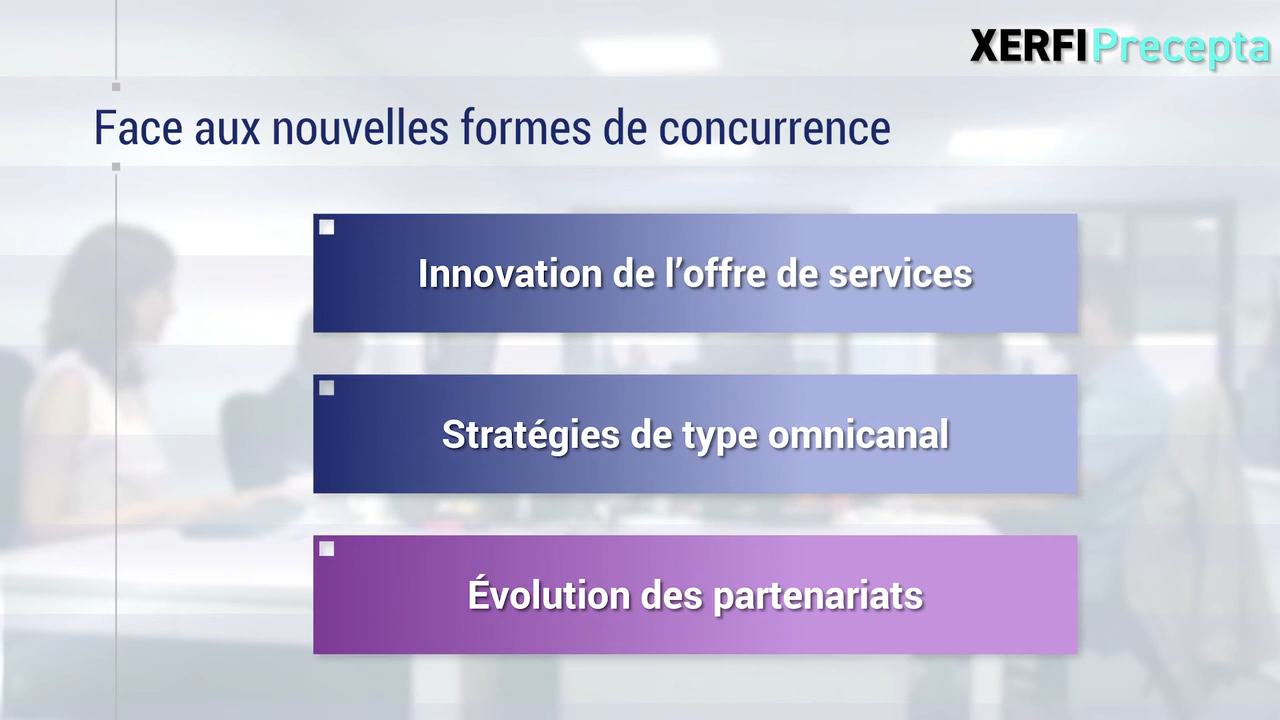 XERFI Precepta
Face aux nouvelles formes de concurrence
Innovation de l’offre de services
Stratégies de type omnicanal
Évolution des partenariats